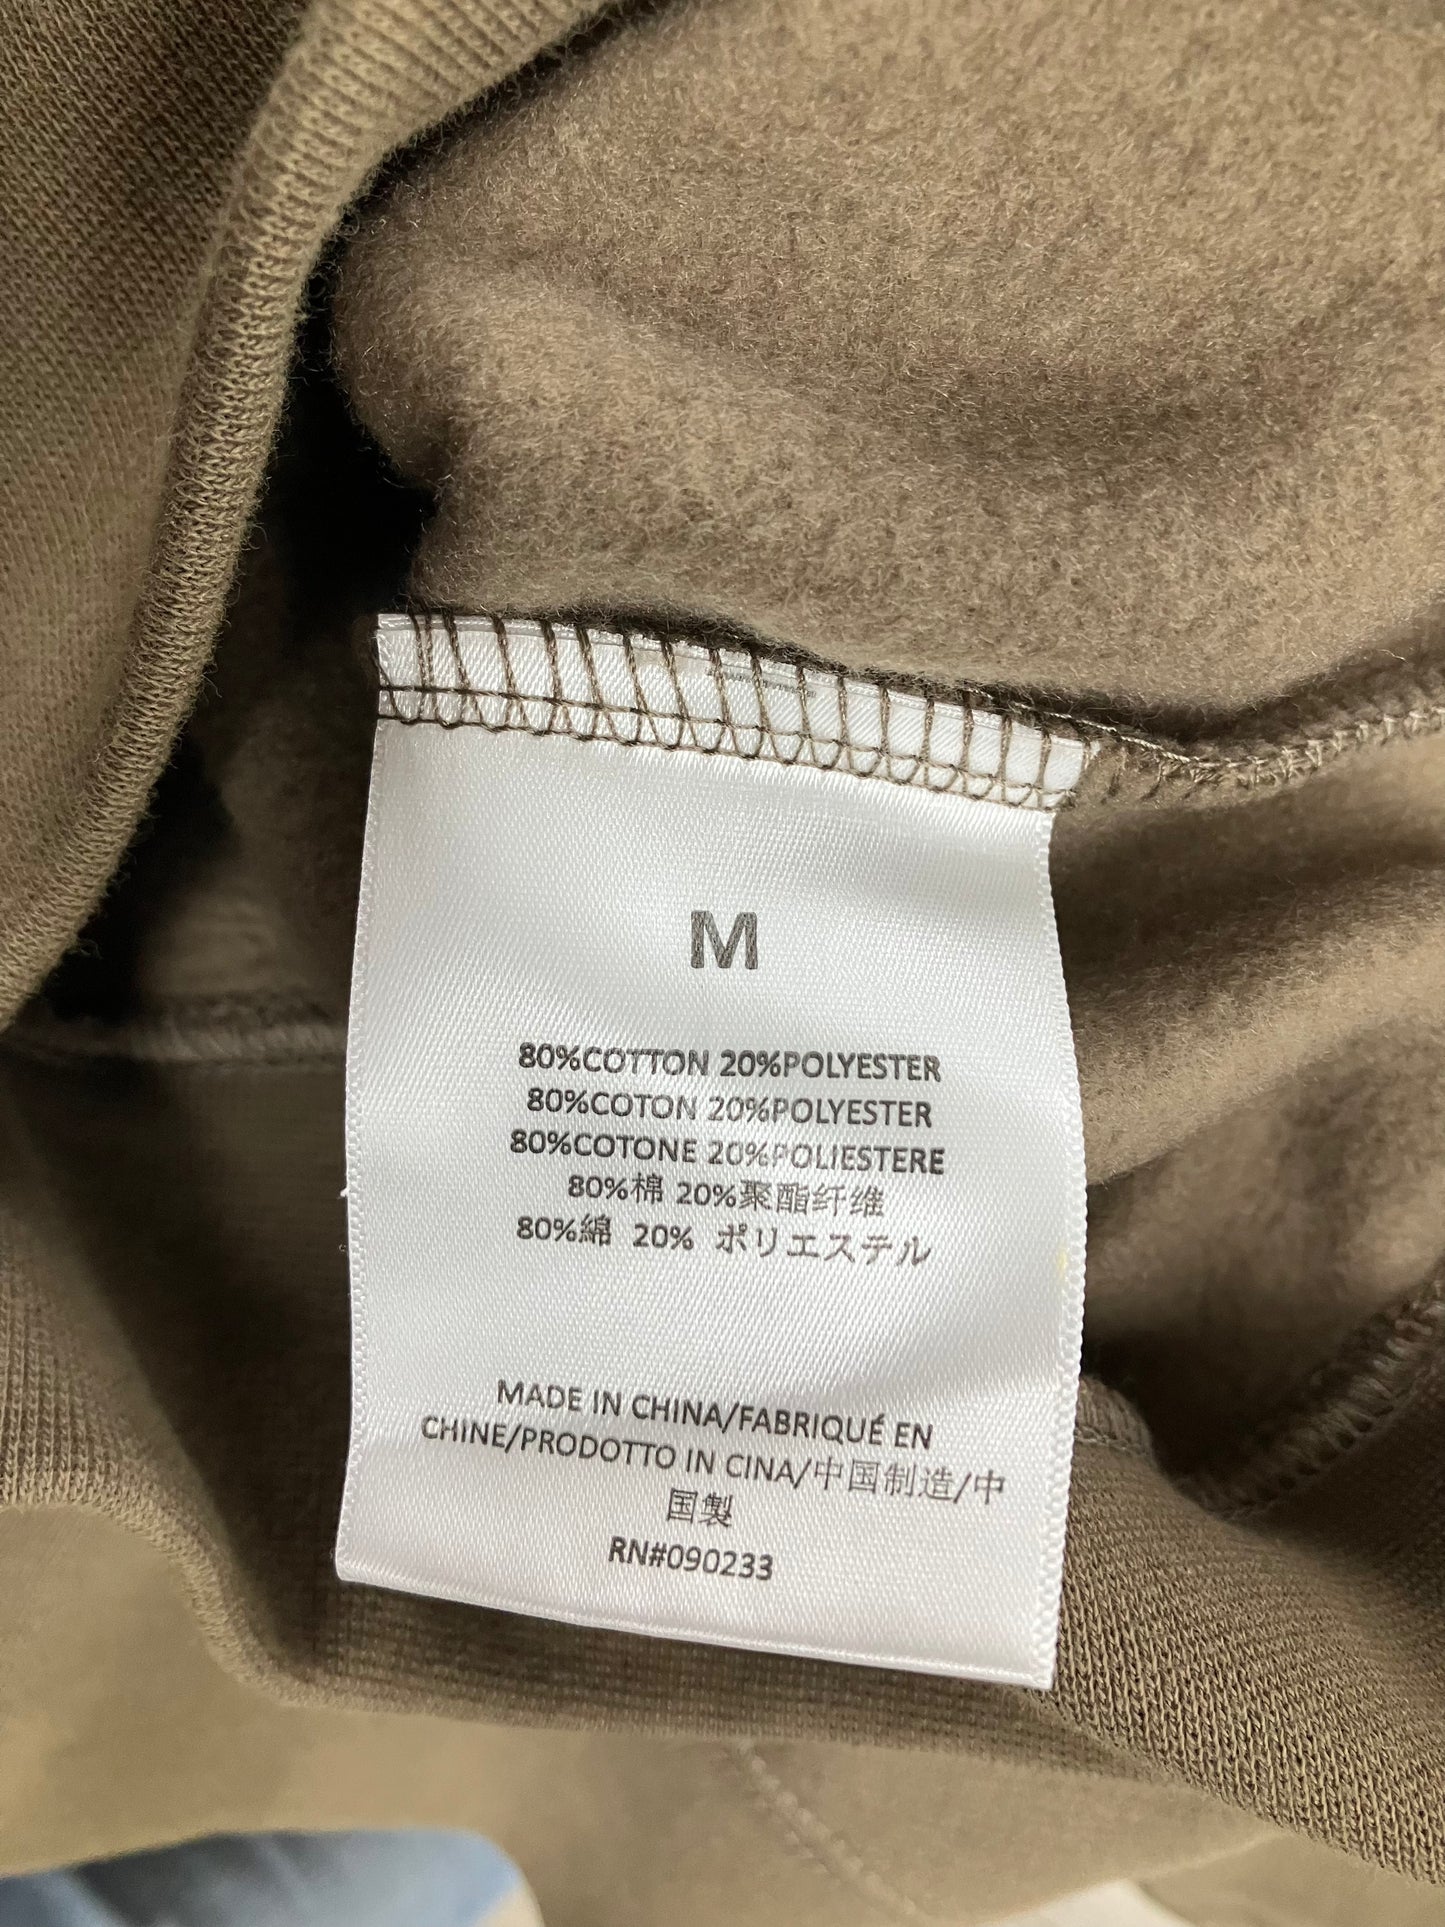 M
80%COTTON 20%POLYESTER
80%COTON 20%POLYESTER
80%COTONE 20%POLIESTERE
80%棉 20%聚酯纤维
80%綿 20% ポリエステル
MADE IN CHINA/FABRIQUÉ EN
CHINE/PRODOTTO IN CINA/中国制造/中
国製
RN#090233